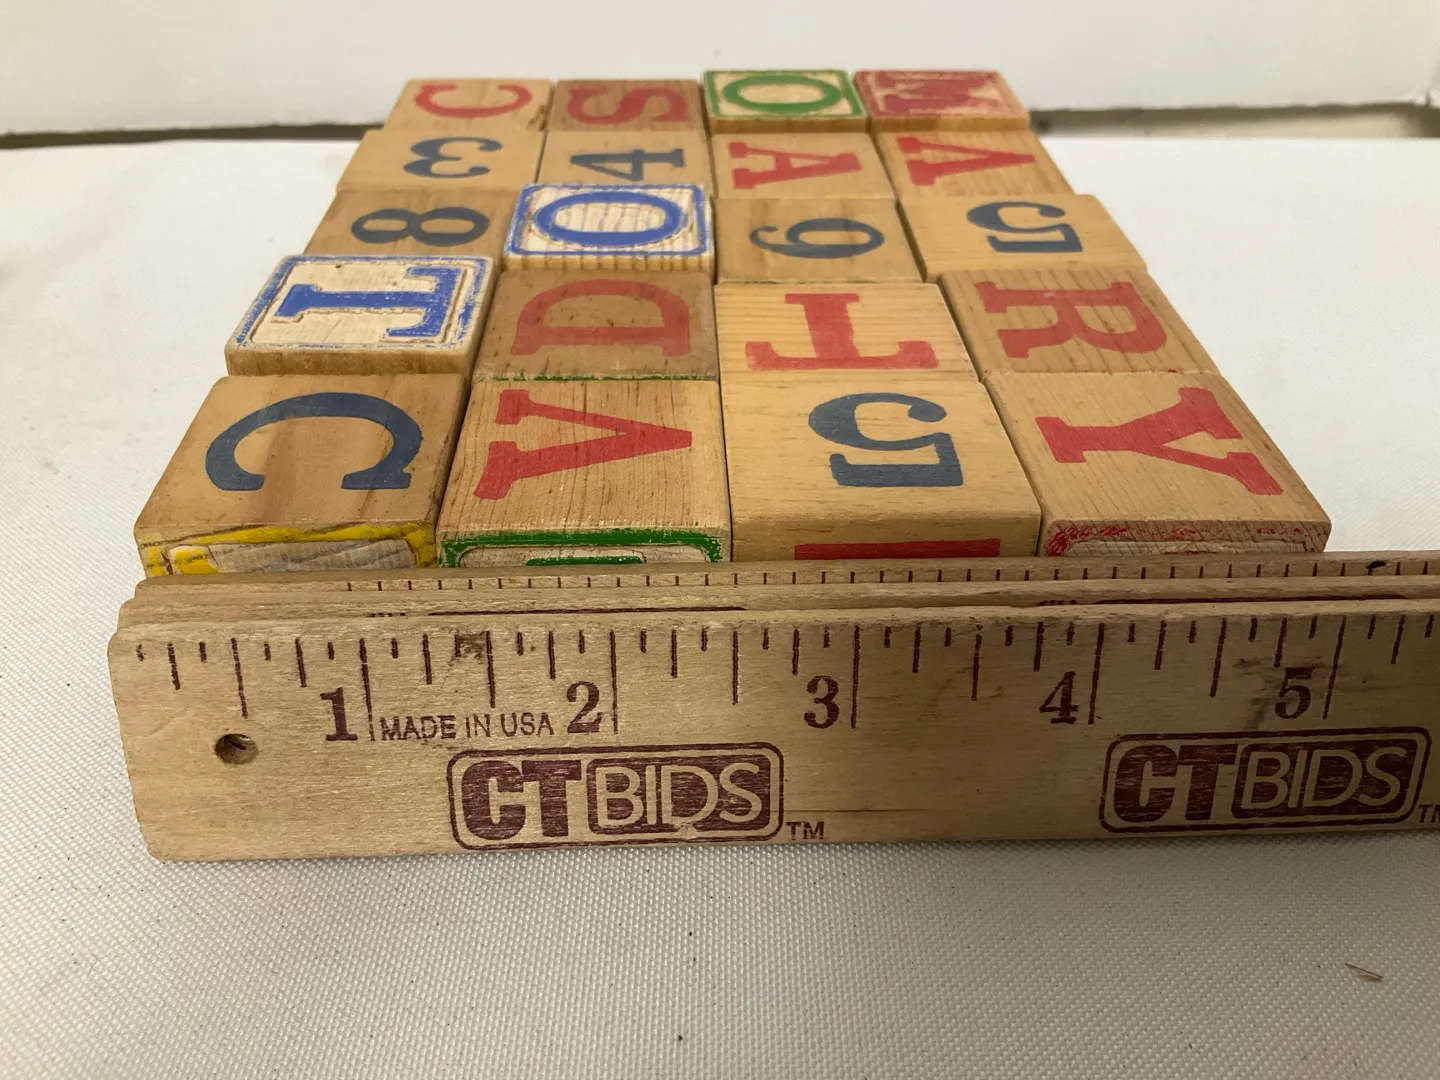 C S O M
3 4 A V
8 O 6 5
T D T R
C V 5 Y
1 2 3 4 5
MADE IN USA
CTBIDS™ CTBIDS™